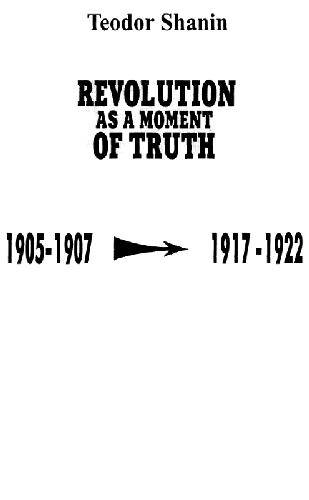 Teodor Shanin
REVOLUTION
AS A MOMENT
OF TRUTH
1905-1907 1917-1922